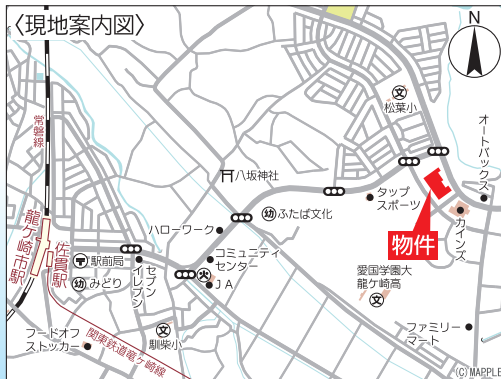 〈現地案内図〉
N
文
松葉小
オートバックス
常磐線
八坂神社
タップ
スポーツ
カインズ
幼 ふたば文化
物件
ハローワーク
龍ケ崎市駅
佐貫駅
〒駅前局
幼 みどり
セブン
イレブン
コミュニティ
センター
火
JA
愛国学園大
龍ケ崎高
文
文
馴柴小
フードオフ
ストッカー
関東鉄道竜ヶ崎線
ファミリー
マート
(C)MAPPLE